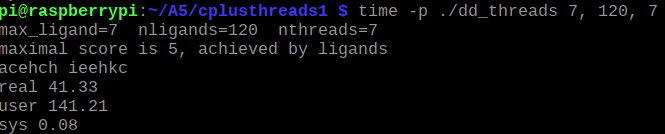 pi@raspberrypi:~/A5/cplusthreads1 $ time -p ./dd_threads 7, 120, 7
max_ligand=7  nligands=120  nthreads=7
maximal score is 5, achieved by ligands
acehch ieehkc
real 41.33
user 141.21
sys 0.08